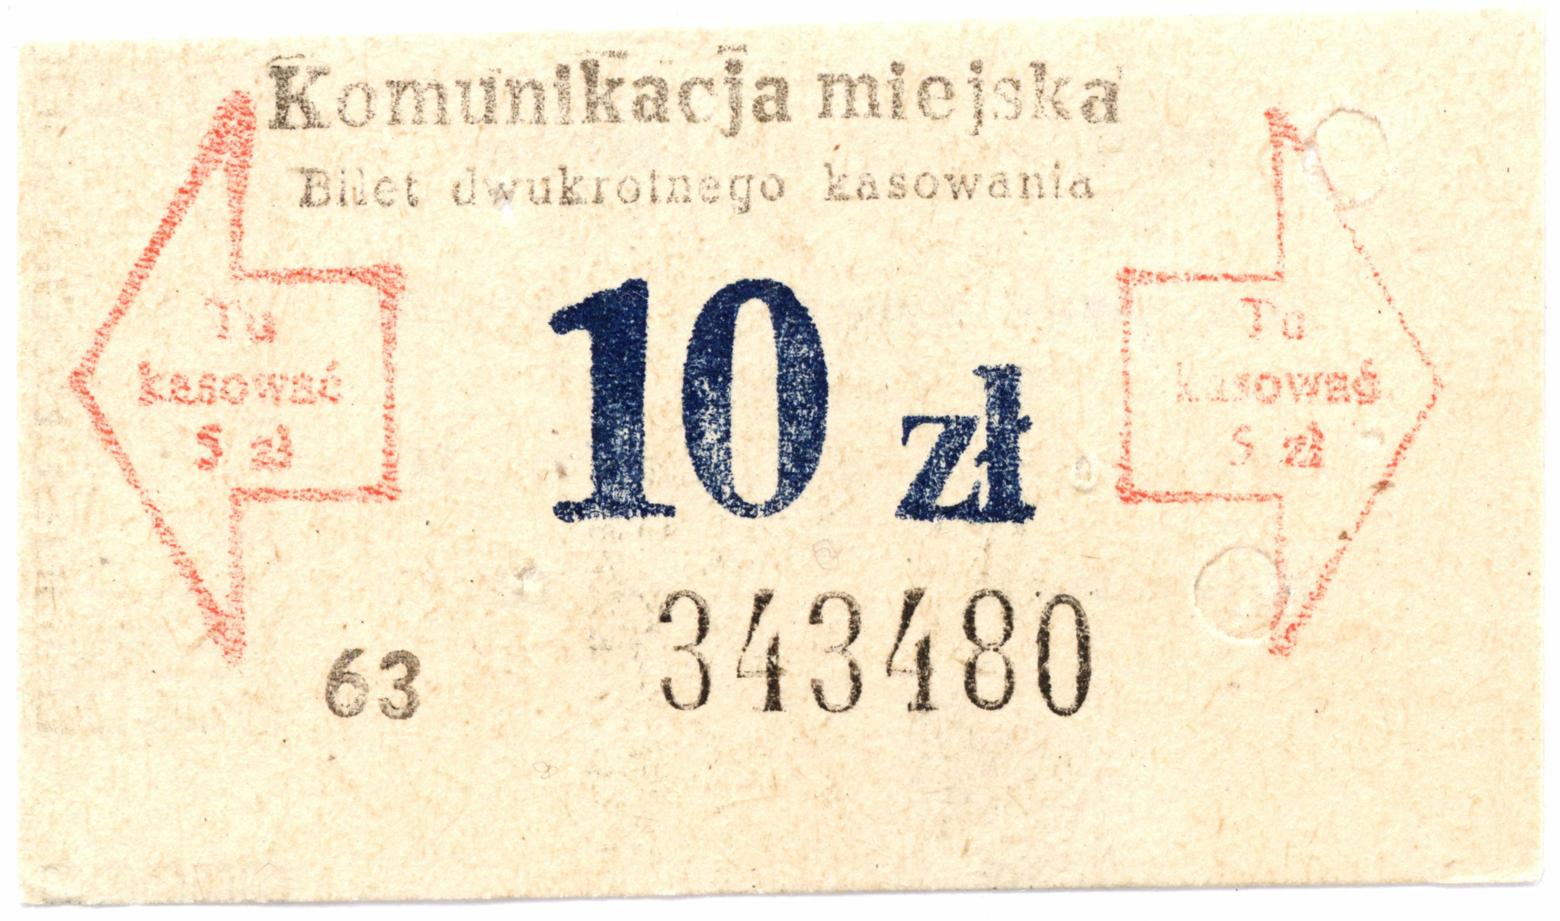 Komunikacja miejska
Bilet dwukrotnego kasowania
Tu
kasować
5 zł
10 zł
Tu
kasować
5 zł
63
343480